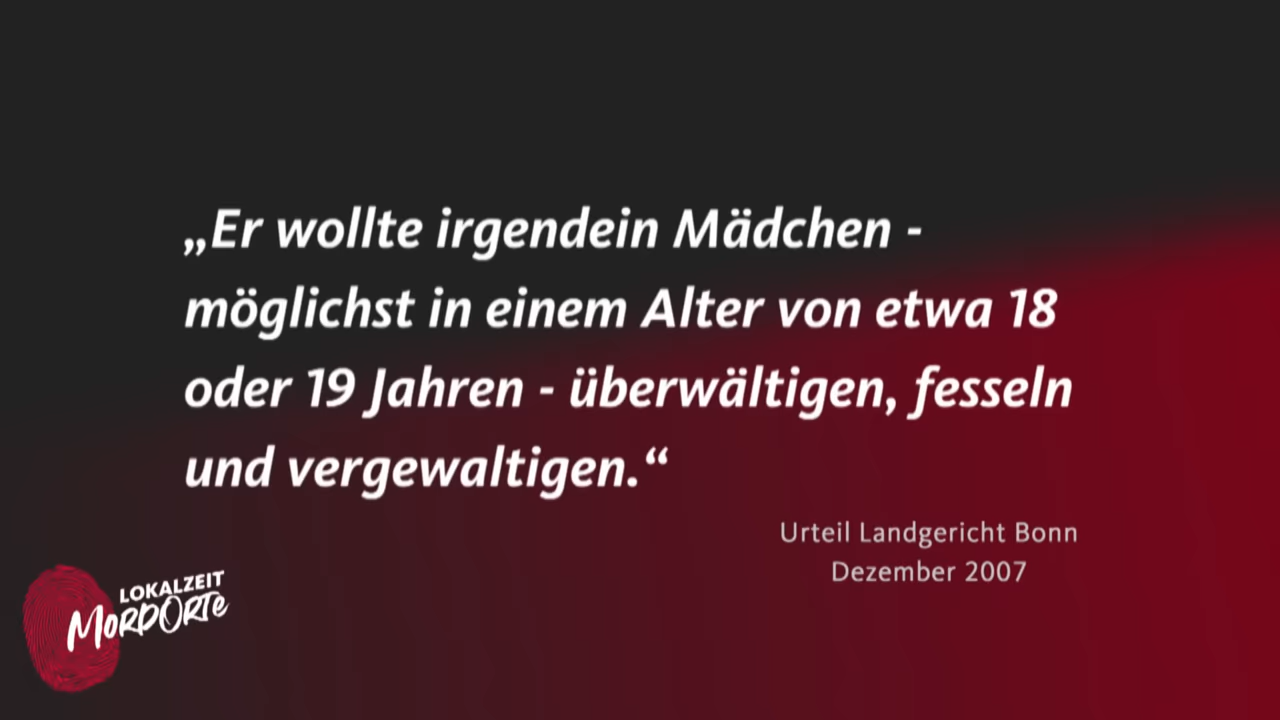 „Er wollte irgendein Mädchen -
möglichst in einem Alter von etwa 18
oder 19 Jahren - überwältigen, fesseln
und vergewaltigen.“
Urteil Landgericht Bonn
Dezember 2007
LOKALZEIT
MORDORTe